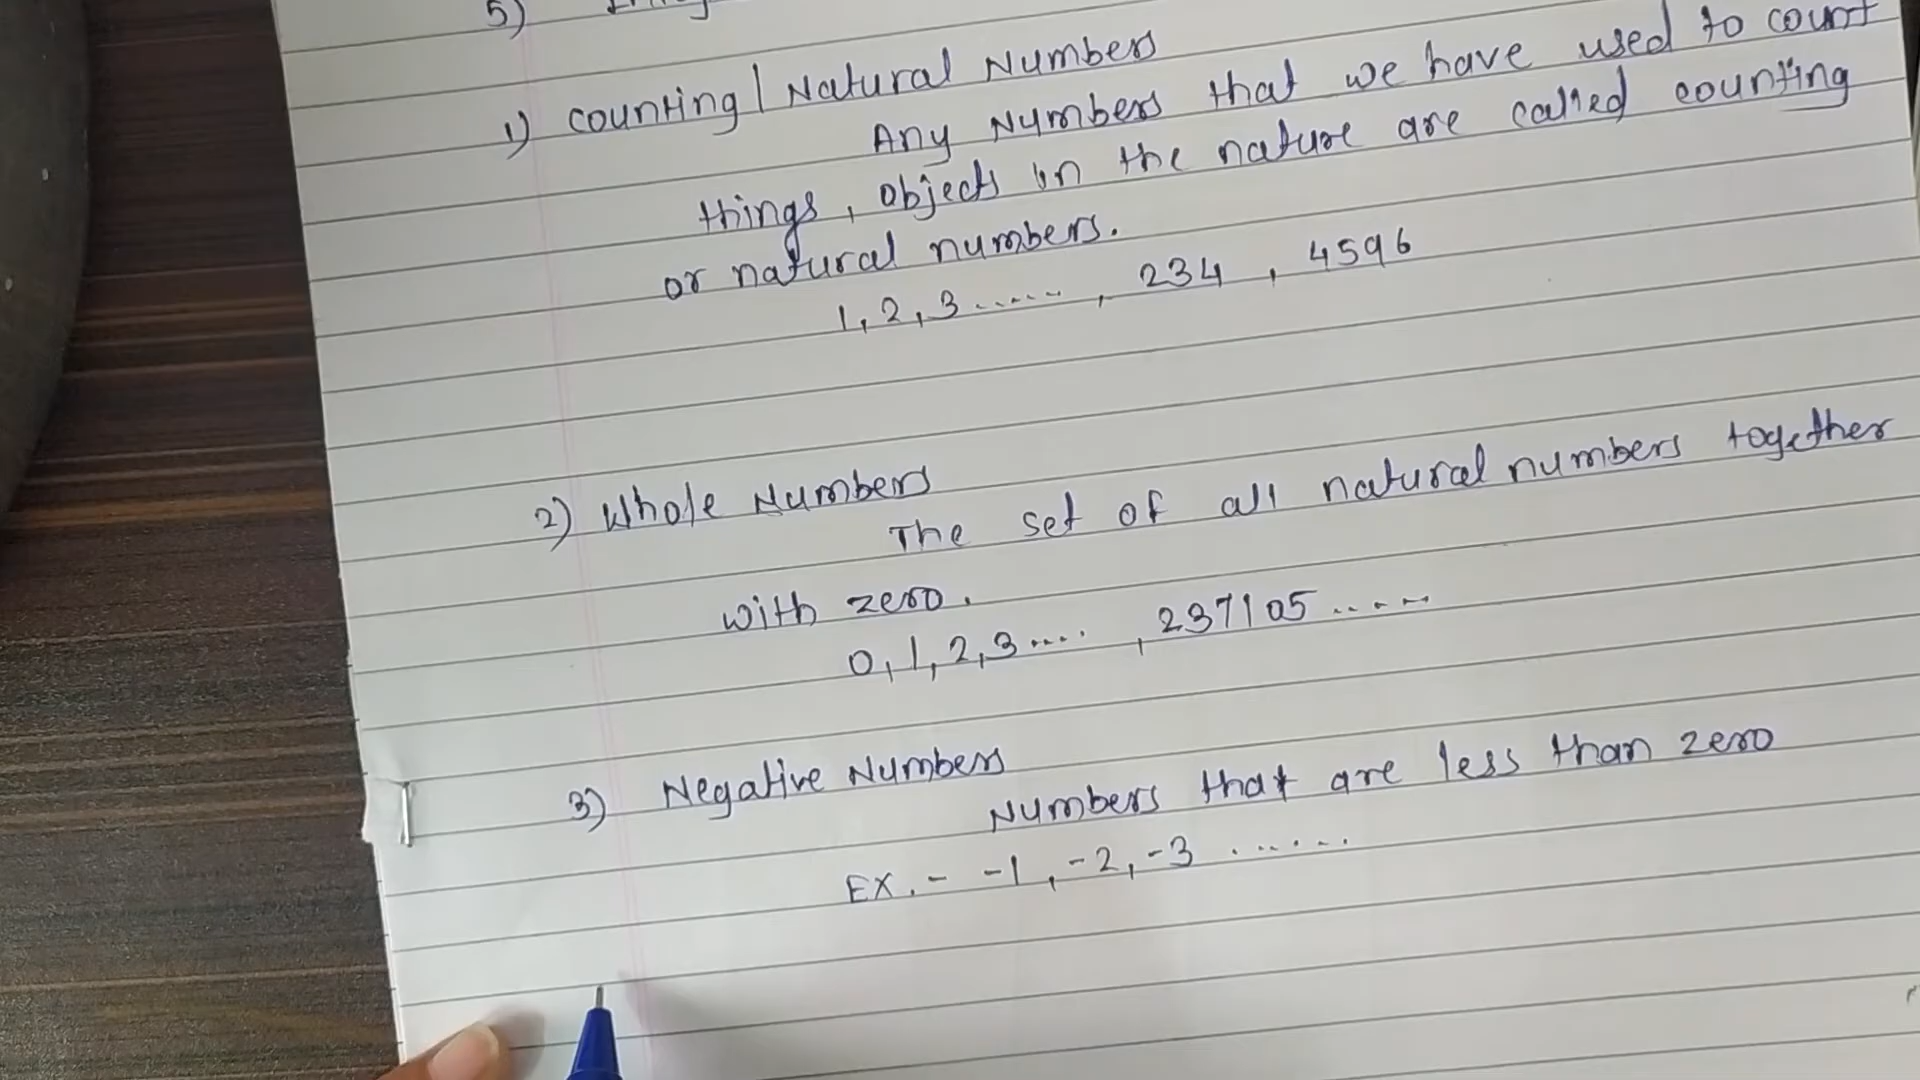 5)
1) Counting | Natural Numbers
Any Numbers that we have used to count
things, objects in the nature are called counting
or natural numbers.
1, 2, 3 ......, 234, 4596
2) Whole Numbers
The set of all natural numbers together
with zero.
0, 1, 2, 3 ...., 237105 .....
3) Negative Numbers
Numbers that are less than zero
EX. - -1, -2, -3 ......